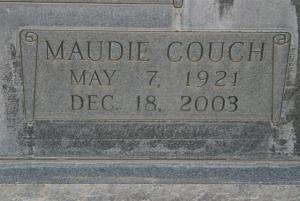 MAUDIE COUCH
MAY 7, 1921
DEC. 18, 2003